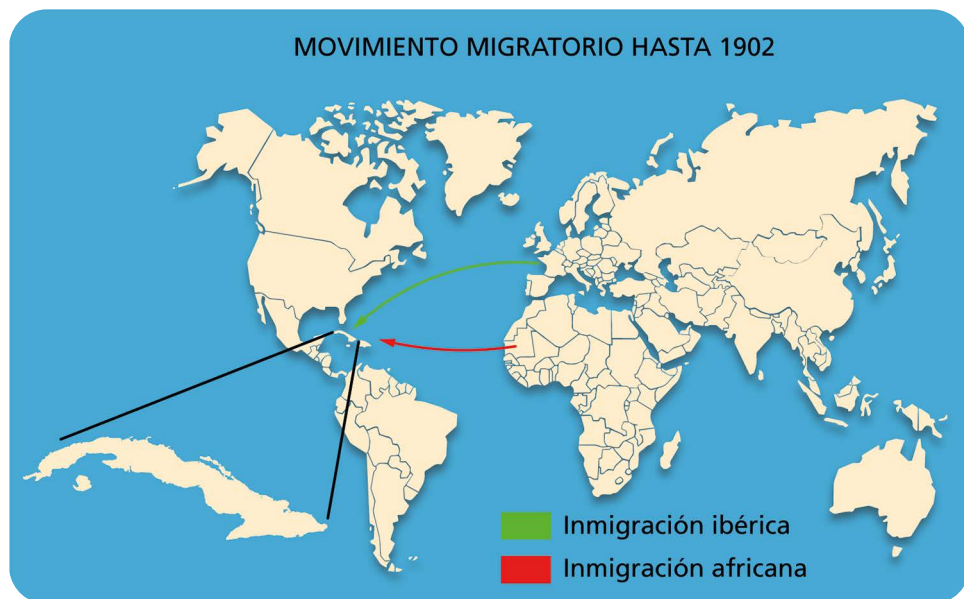 MOVIMIENTO MIGRATORIO HASTA 1902
Inmigración ibérica
Inmigración africana